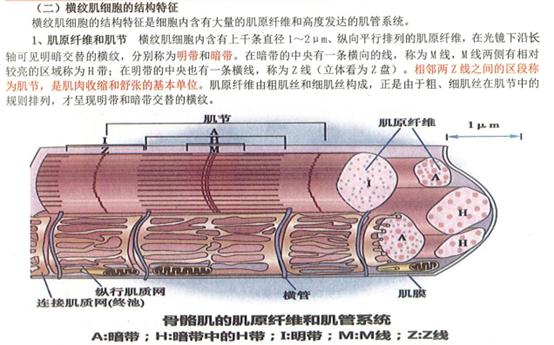 (二)横纹肌细胞的结构特征
横纹肌细胞的结构特征是细胞内含有大量的肌原纤维和高度发达的肌管系统。
1、肌原纤维和肌节 横纹肌细胞内含有上千条直径 1～2μm、纵向平行排列的肌原纤维,在光镜下沿长
轴可见明暗交替的横纹,分别称为明带和暗带。在暗带的中央有一条横向的线,称为 M 线,M 线两侧有相对
较亮的区域称为 H 带;在明带的中央也有一条横线,称为 Z 线(立体看为 Z 盘)。相邻两 Z 线之间的区段称
为肌节,是肌肉收缩和舒张的基本单位。肌原纤维由粗肌丝和细肌丝构成,正是由于粗、细肌丝在肌节中的
规则排列,才呈现明带和暗带交替的横纹。
肌节
肌原纤维
1μm
A
I
H
Z
M
I
A
H
A
H
纵行肌质网
连接肌质网(终池)
横管
肌膜
骨骼肌的肌原纤维和肌管系统
A:暗带;H:暗带中的H带;I:明带;M:M线;Z:Z线